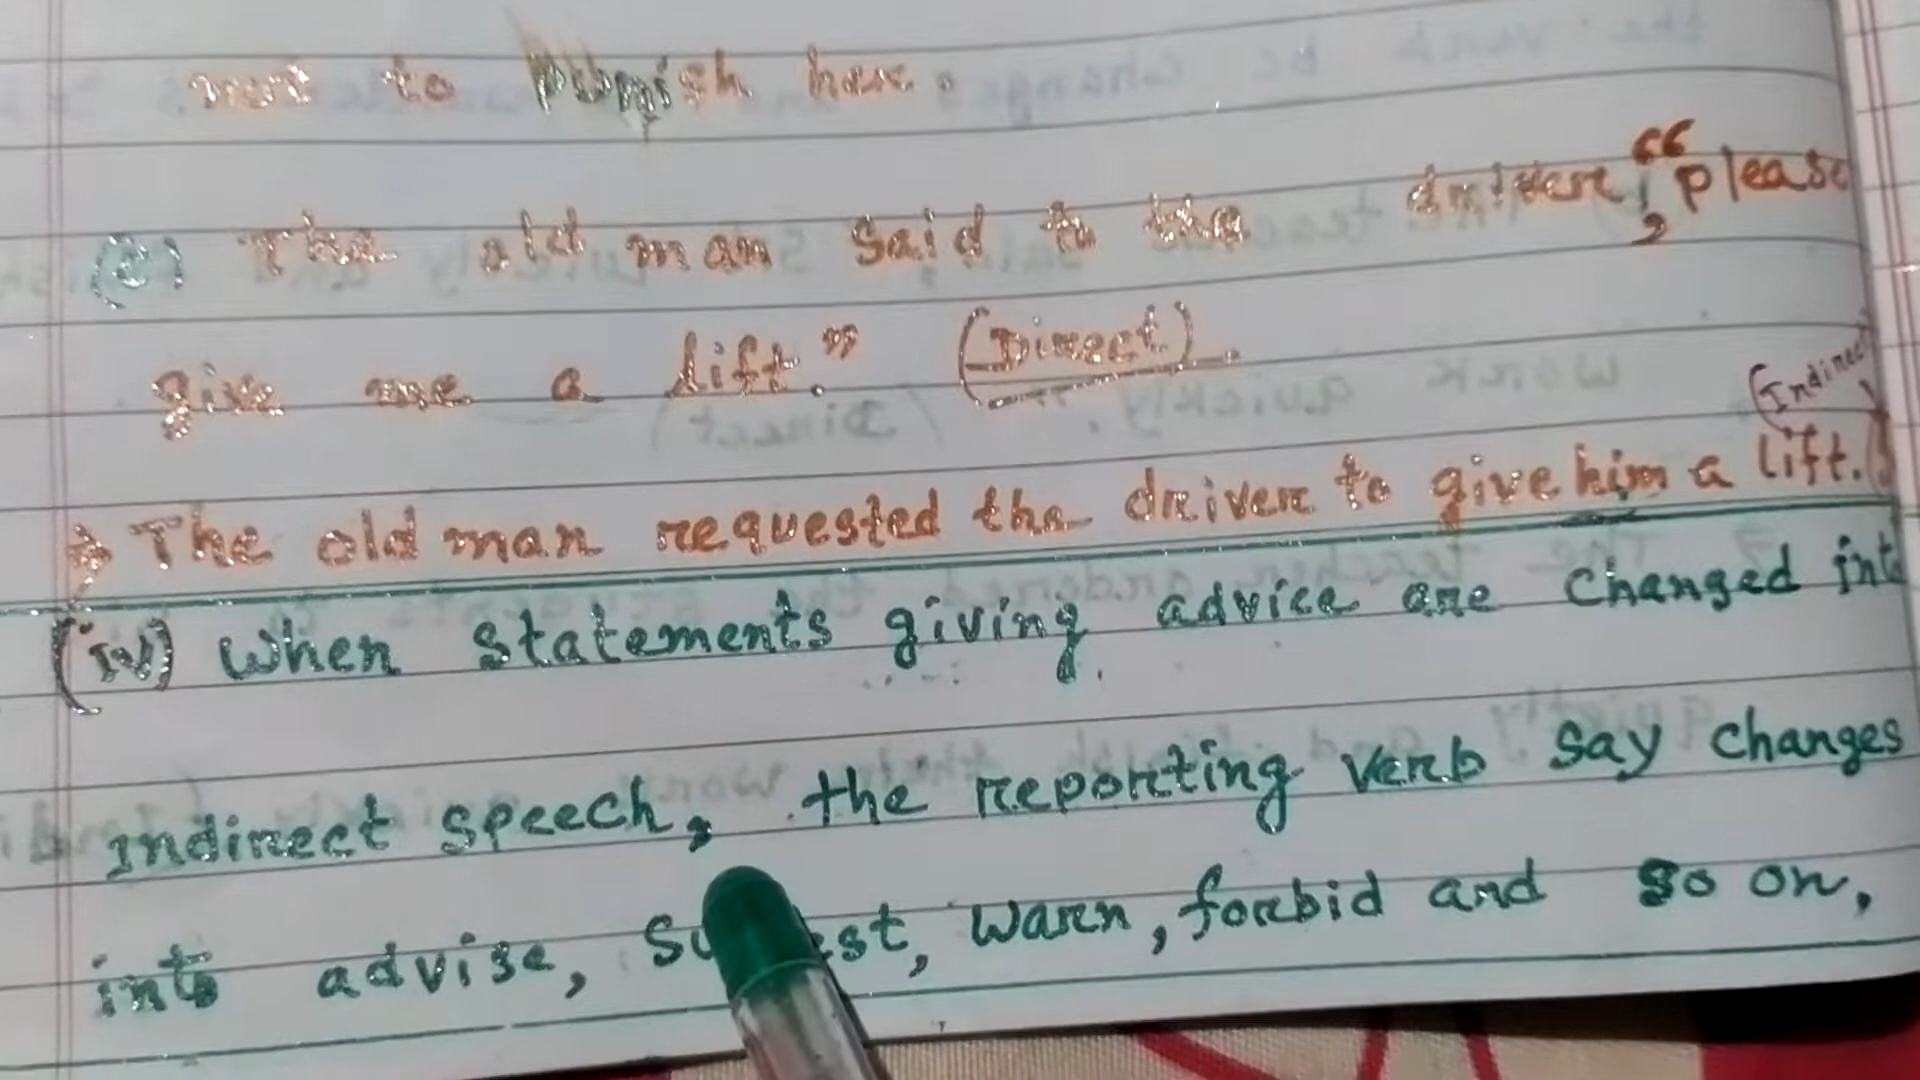 not to punish her.
(c) The old man said to the driver, "please
give me a lift." (Direct).
(Indirect)
⇒ The old man requested the driver to give him a lift.
(iv) When statements giving advice are changed into
indirect speech, the reporting verb say changes
into advise, warn, forbid and so on,